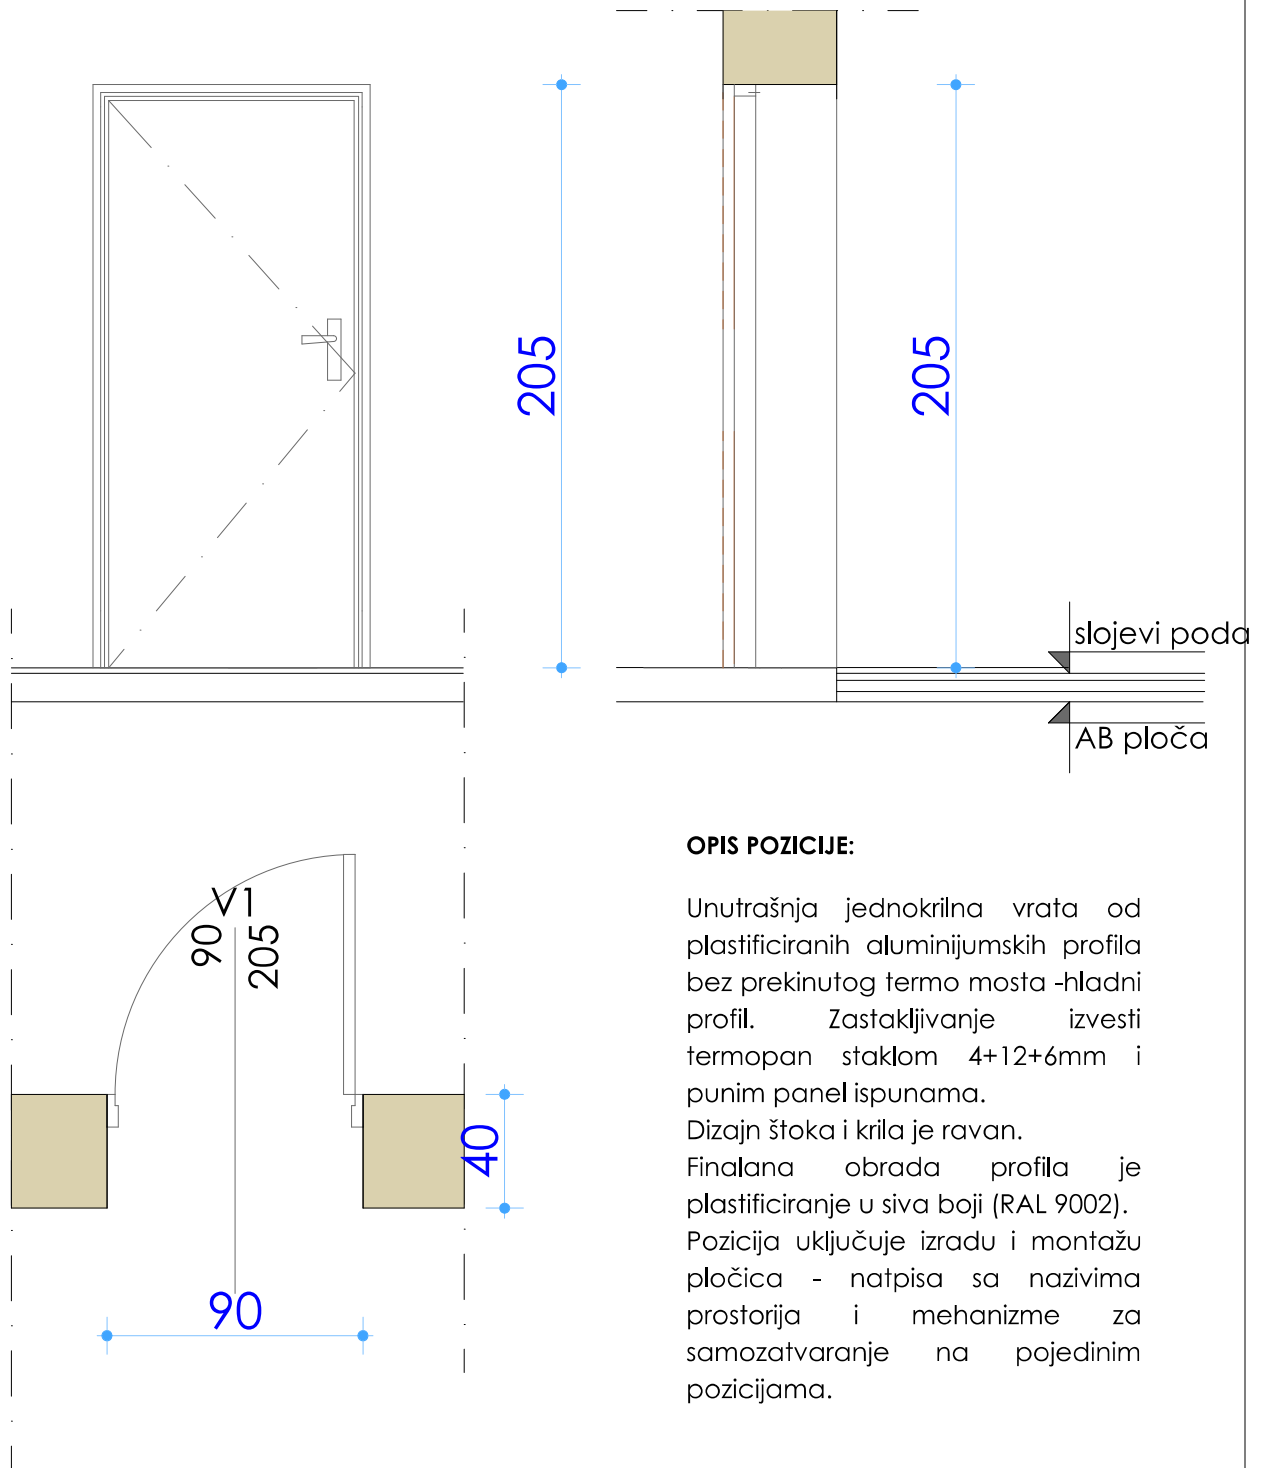 205
205
slojevi poda
AB ploča
V1
90
205
40
90
OPIS POZICIJE:
Unutrašnja jednokrilna vrata od
plastificiranih aluminijumskih profila
bez prekinutog termo mosta -hladni
profil. Zastakljivanje izvesti
termopan staklom 4+12+6mm i
punim panel ispunama.
Dizajn štoka i krila je ravan.
Finalana obrada profila je
plastificiranje u siva boji (RAL 9002).
Pozicija uključuje izradu i montažu
pločica - natpisa sa nazivima
prostorija i mehanizme za
samozatvaranje na pojedinim
pozicijama.